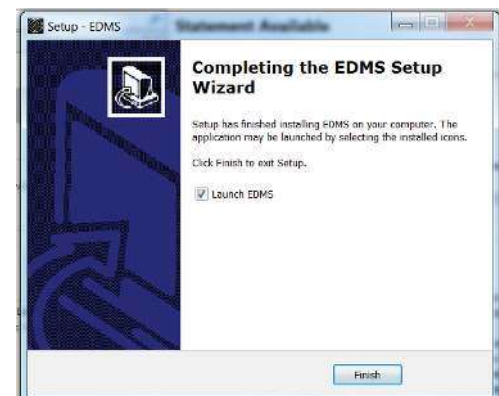 Setup - EDMS
Statement Available
Completing the EDMS Setup
Wizard
Setup has finished installing EDMS on your computer. The
application may be launched by selecting the installed icons.
Click Finish to exit Setup.
Launch EDMS
Finish